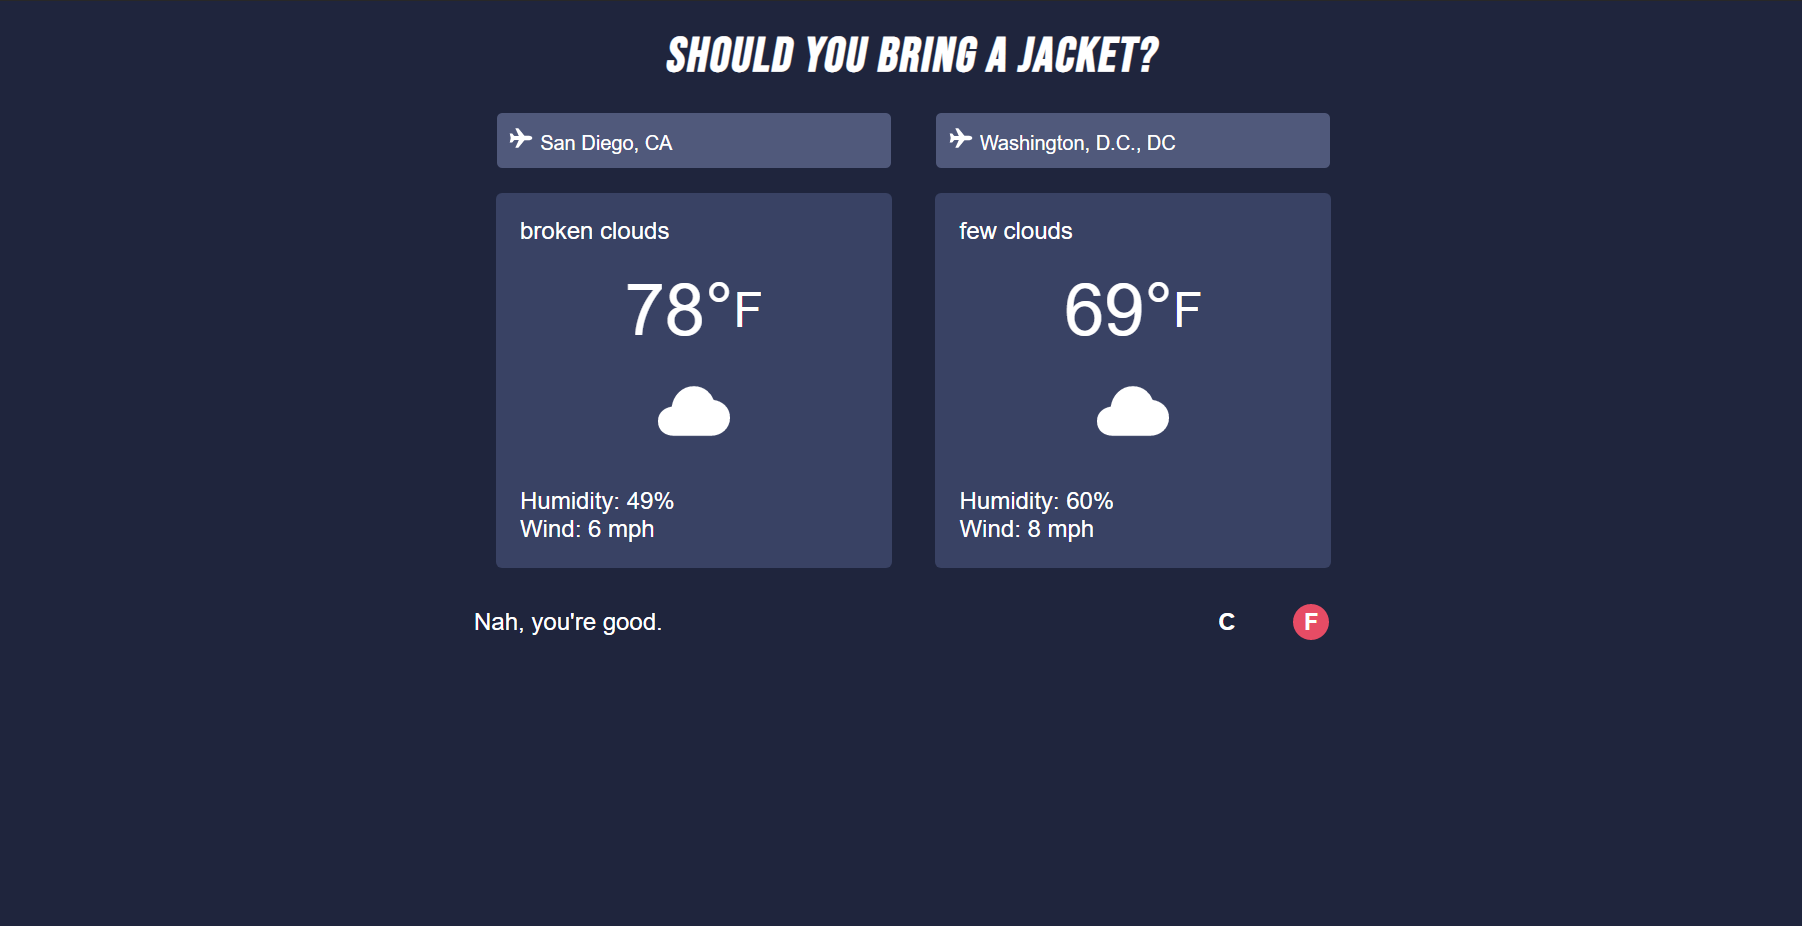 SHOULD YOU BRING A JACKET?
San Diego, CA
Washington, D.C., DC
broken clouds
78°F
Humidity: 49%
Wind: 6 mph
few clouds
69°F
Humidity: 60%
Wind: 8 mph
Nah, you're good.
C
F